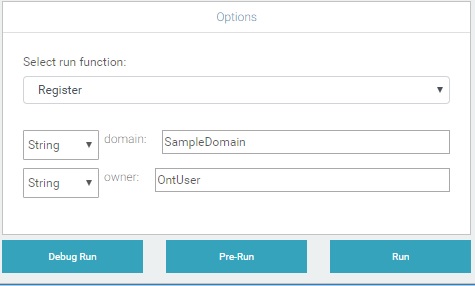 Options
Select run function:
Register
String domain: SampleDomain
String owner: OntUser
Debug Run Pre-Run Run